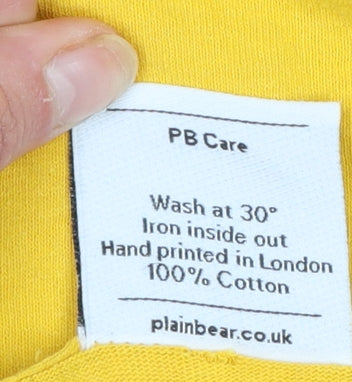 PB Care
Wash at 30°
Iron inside out
Hand printed in London
100% Cotton
plainbear.co.uk